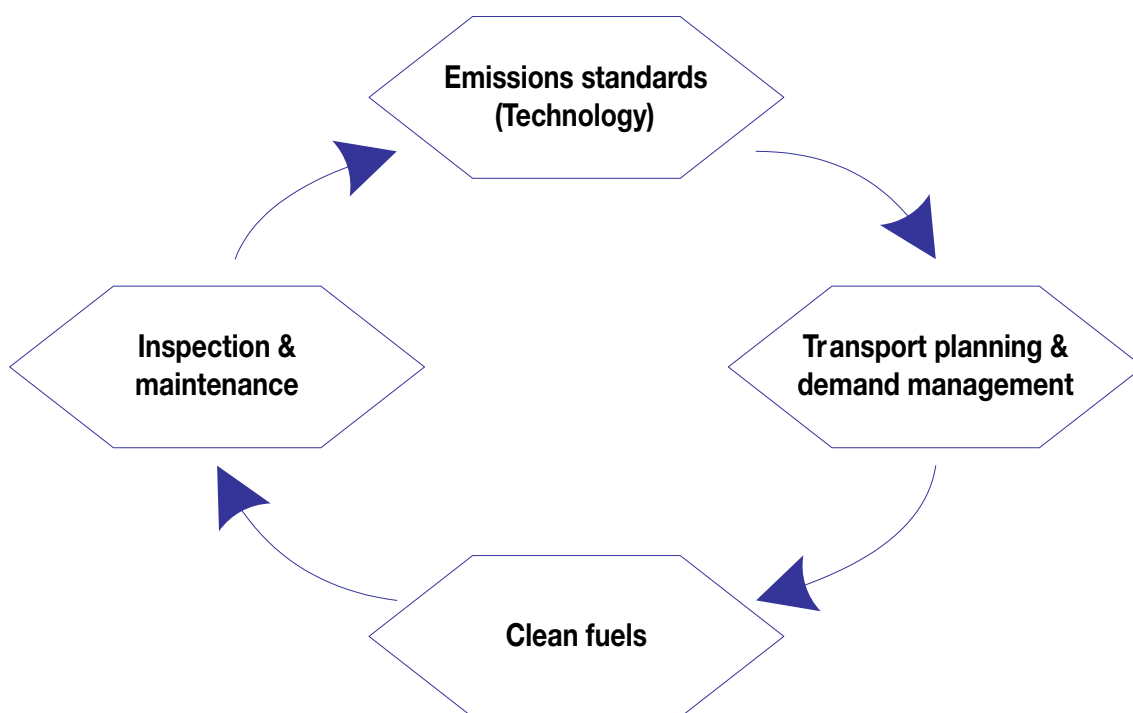 Emissions standards
(Technology)
Inspection &
maintenance
Transport planning &
demand management
Clean fuels